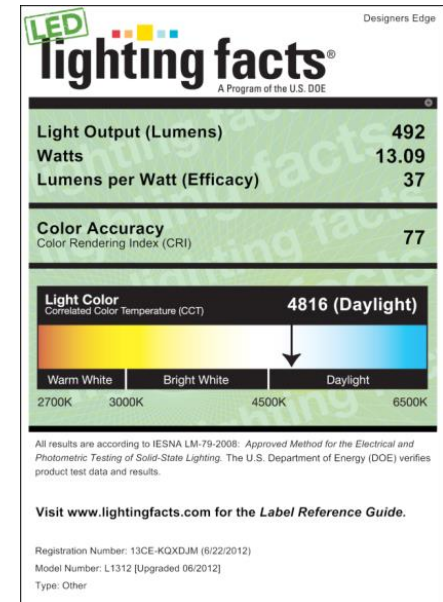 Designers Edge
LED
lighting facts®
A Program of the U.S. DOE
Light Output (Lumens) 492
Watts 13.09
Lumens per Watt (Efficacy) 37
Color Accuracy
Color Rendering Index (CRI) 77
Light Color
Correlated Color Temperature (CCT) 4816 (Daylight)
Warm White Bright White Daylight
2700K 3000K 4500K 6500K
All results are according to IESNA LM-79-2008: Approved Method for the Electrical and
Photometric Testing of Solid-State Lighting. The U.S. Department of Energy (DOE) verifies
product test data and results.
Visit www.lightingfacts.com for the Label Reference Guide.
Registration Number: 13CE-KQXDJM (6/22/2012)
Model Number: L1312 [Upgraded 06/2012]
Type: Other